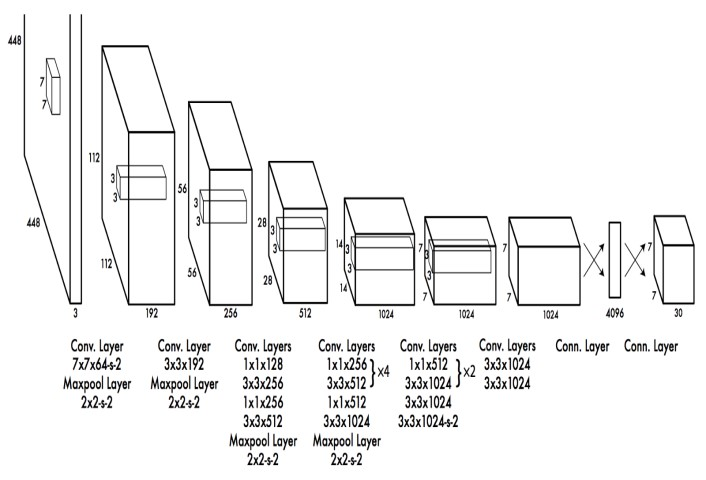 448
448
7
7
3
112
112
3
3
192
56
56
3
3
256
28
28
3
3
512
14
14
3
3
1024
7
7
3
3
1024
7
7
1024
4096
7
7
30
Conv. Layer
7x7x64-s-2
Maxpool Layer
2x2-s-2
Conv. Layer
3x3x192
Maxpool Layer
2x2-s-2
Conv. Layers
1x1x128
3x3x256
1x1x256
3x3x512
Maxpool Layer
2x2-s-2
Conv. Layers
1x1x256
3x3x512
}×4
1x1x512
3x3x1024
Maxpool Layer
2x2-s-2
Conv. Layers
1x1x512
3x3x1024
}×2
3x3x1024
3x3x1024-s-2
Conv. Layers
3x3x1024
3x3x1024
Conn. Layer
Conn. Layer